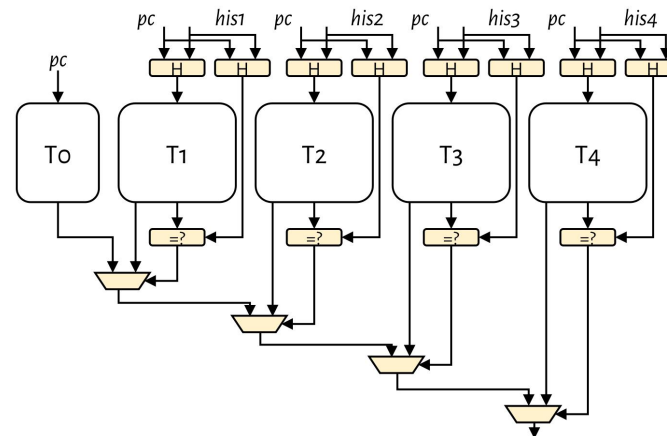 pc his1 pc his2 pc his3 pc his4
pc
H H H H H H H H
T0 T1 T2 T3 T4
=? =? =? =?